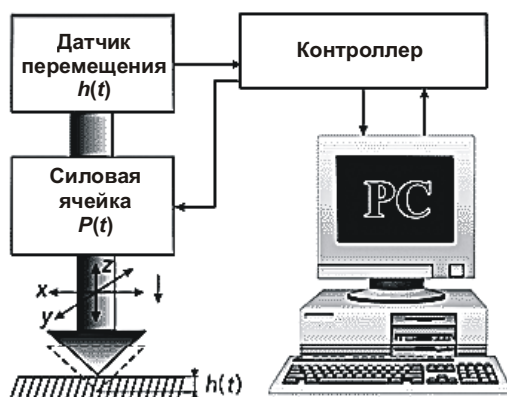 Датчик
перемещения
h(t)
Контроллер
Силовая
ячейка
P(t)
PC
z
x
y
h(t)